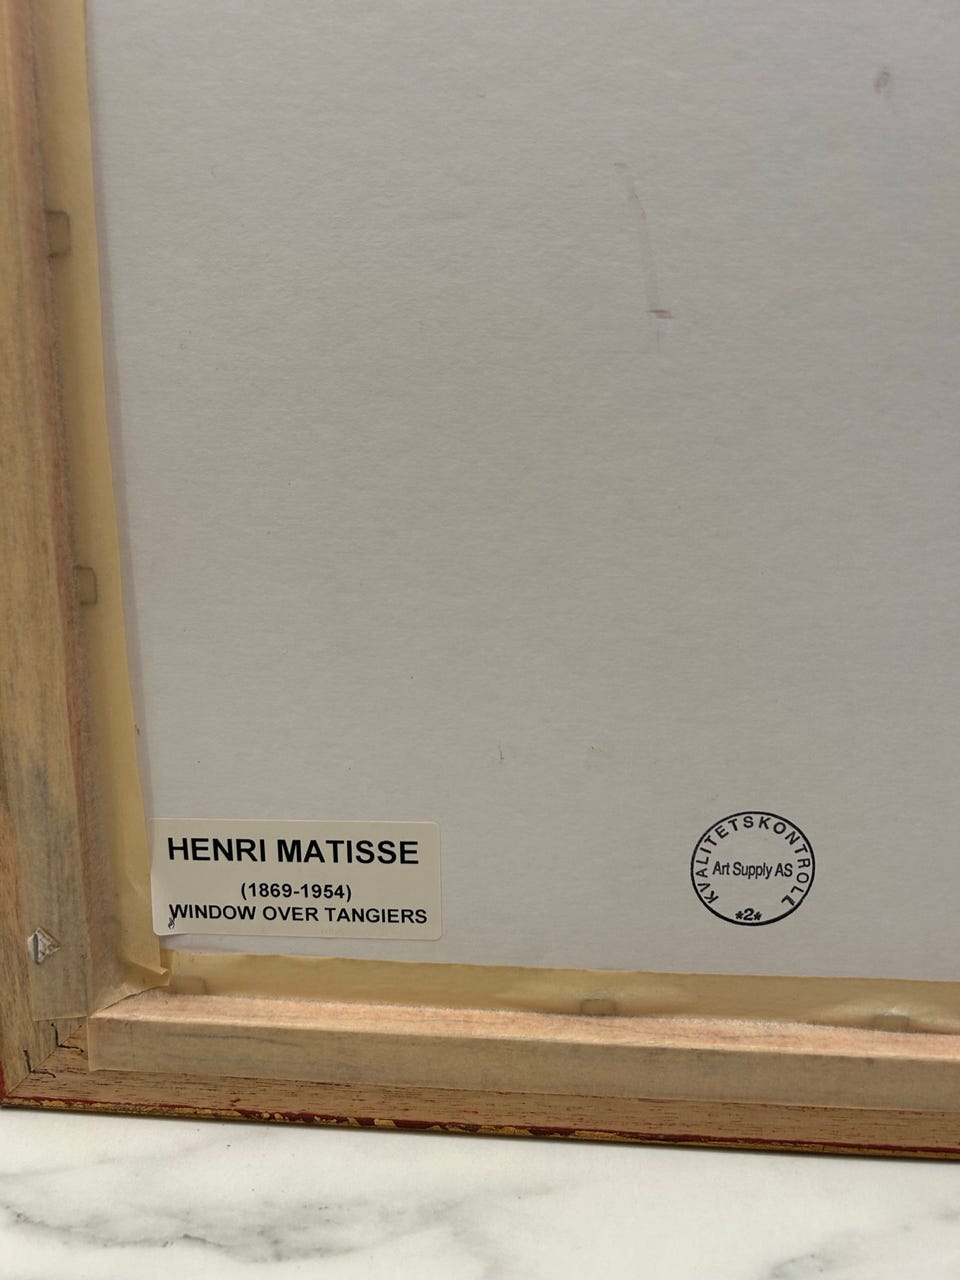 HENRI MATISSE
(1869-1954)
WINDOW OVER TANGIERS
KVALITETSKONTROLL
Art Supply AS
*2*